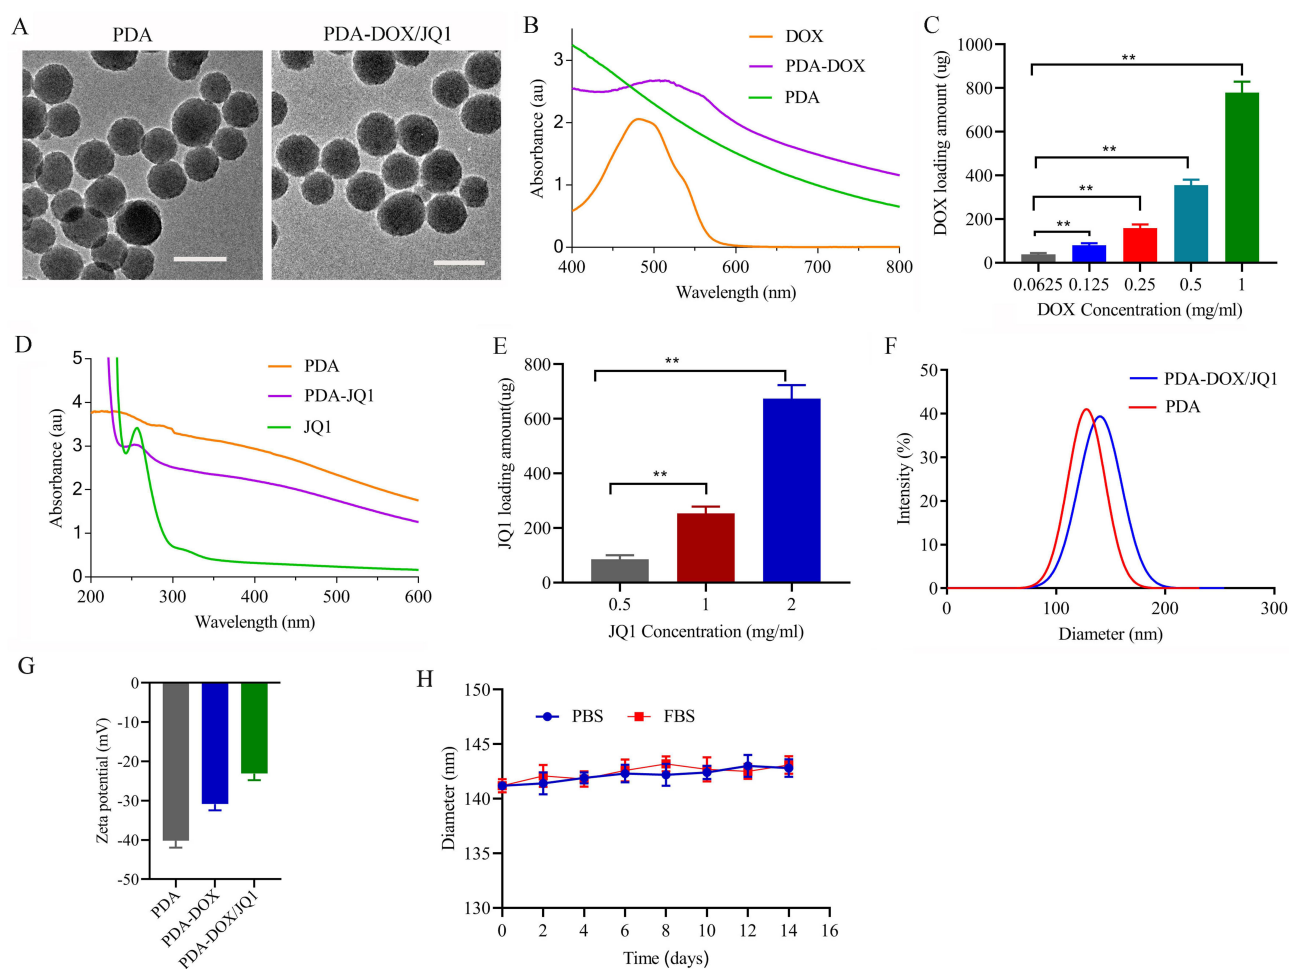 A
PDA
PDA-DOX/JQ1
B
3
2
1
0
400
500
600
700
800
Absorbance (au)
Wavelength (nm)
DOX
PDA-DOX
PDA
C
DOX loading amount (ug)
1000
800
600
400
200
0
**
**
**
**
0.0625
0.125
0.25
0.5
1
DOX Concentration (mg/ml)
D
Absorbance (au)
5
4
3
2
1
0
200
300
400
500
600
Wavelength (nm)
PDA
PDA-JQ1
JQ1
E
JQ1 loading amount(ug)
800
600
400
200
0
**
**
0.5
1
2
JQ1 Concentration (mg/ml)
F
Intensity (%)
50
40
30
20
10
0
0
100
200
300
Diameter (nm)
PDA-DOX/JQ1
PDA
G
Zeta potential (mV)
0
-10
-20
-30
-40
-50
PDA
PDA-DOX
PDA-DOX/JQ1
H
Diameter (nm)
150
145
140
135
130
PBS
FBS
0
2
4
6
8
10
12
14
16
Time (days)